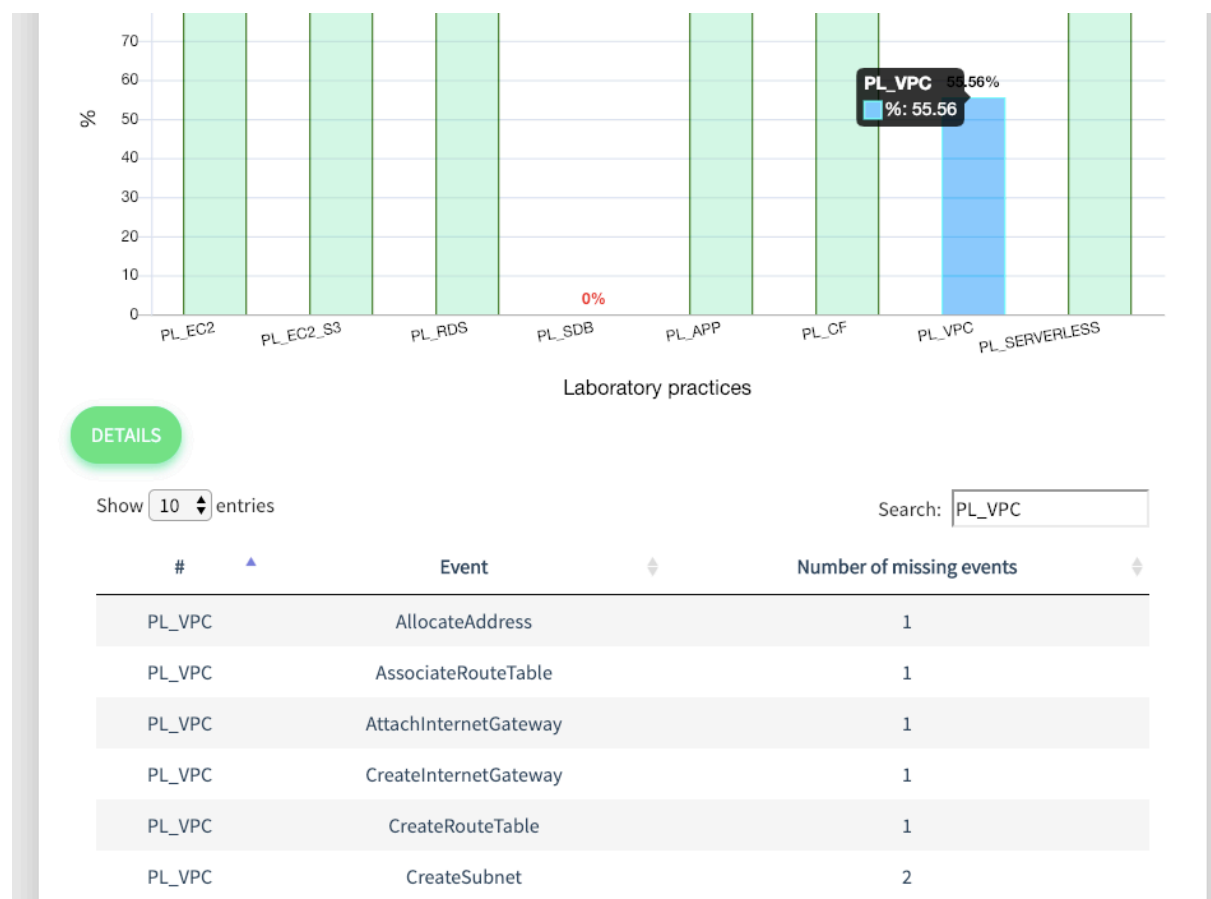 70
60
50
40
30
20
10
0
%
PL_VPC 55.56%
%: 55.56
0%
PL_EC2 PL_EC2_S3 PL_RDS PL_SDB PL_APP PL_CF PL_VPC PL_SERVERLESS
Laboratory practices
DETAILS
Show 10 entries Search: PL_VPC
# Event Number of missing events
PL_VPC AllocateAddress 1
PL_VPC AssociateRouteTable 1
PL_VPC AttachInternetGateway 1
PL_VPC CreateInternetGateway 1
PL_VPC CreateRouteTable 1
PL_VPC CreateSubnet 2